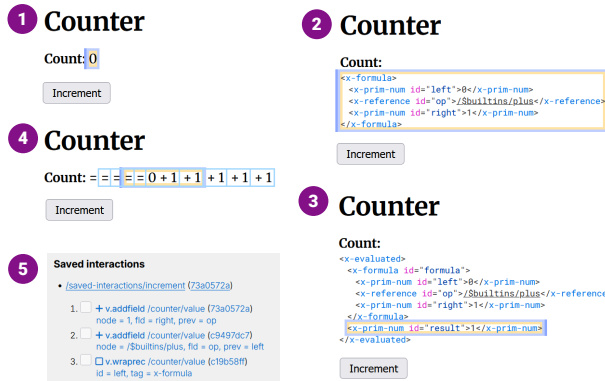 1
Counter
Count: 0
Increment
2
Counter
Count:
<x-formula>
<x-prim-num id="left">0</x-prim-num>
<x-reference id="op">/$builtins/plus</x-reference>
<x-prim-num id="right">1</x-prim-num>
</x-formula>
Increment
4
Counter
Count: = = = = = 0 + 1 + 1 + 1 + 1 + 1
Increment
3
Counter
Count:
<x-evaluated>
<x-formula id="formula">
<x-prim-num id="left">0</x-prim-num>
<x-reference id="op">/$builtins/plus</x-reference
<x-prim-num id="right">1</x-prim-num>
</x-formula>
<x-prim-num id="result">1</x-prim-num>
</x-evaluated>
Increment
5
Saved interactions
• /saved-interactions/increment (73a0572a)
1. + v.addfield /counter/value (73a0572a)
node = 1, fld = right, prev = op
2. + v.addfield /counter/value (c9497dc7)
node = /$builtins/plus, fld = op, prev = left
3. v.wraprec /counter/value (c19b58ff)
id = left, tag = x-formula